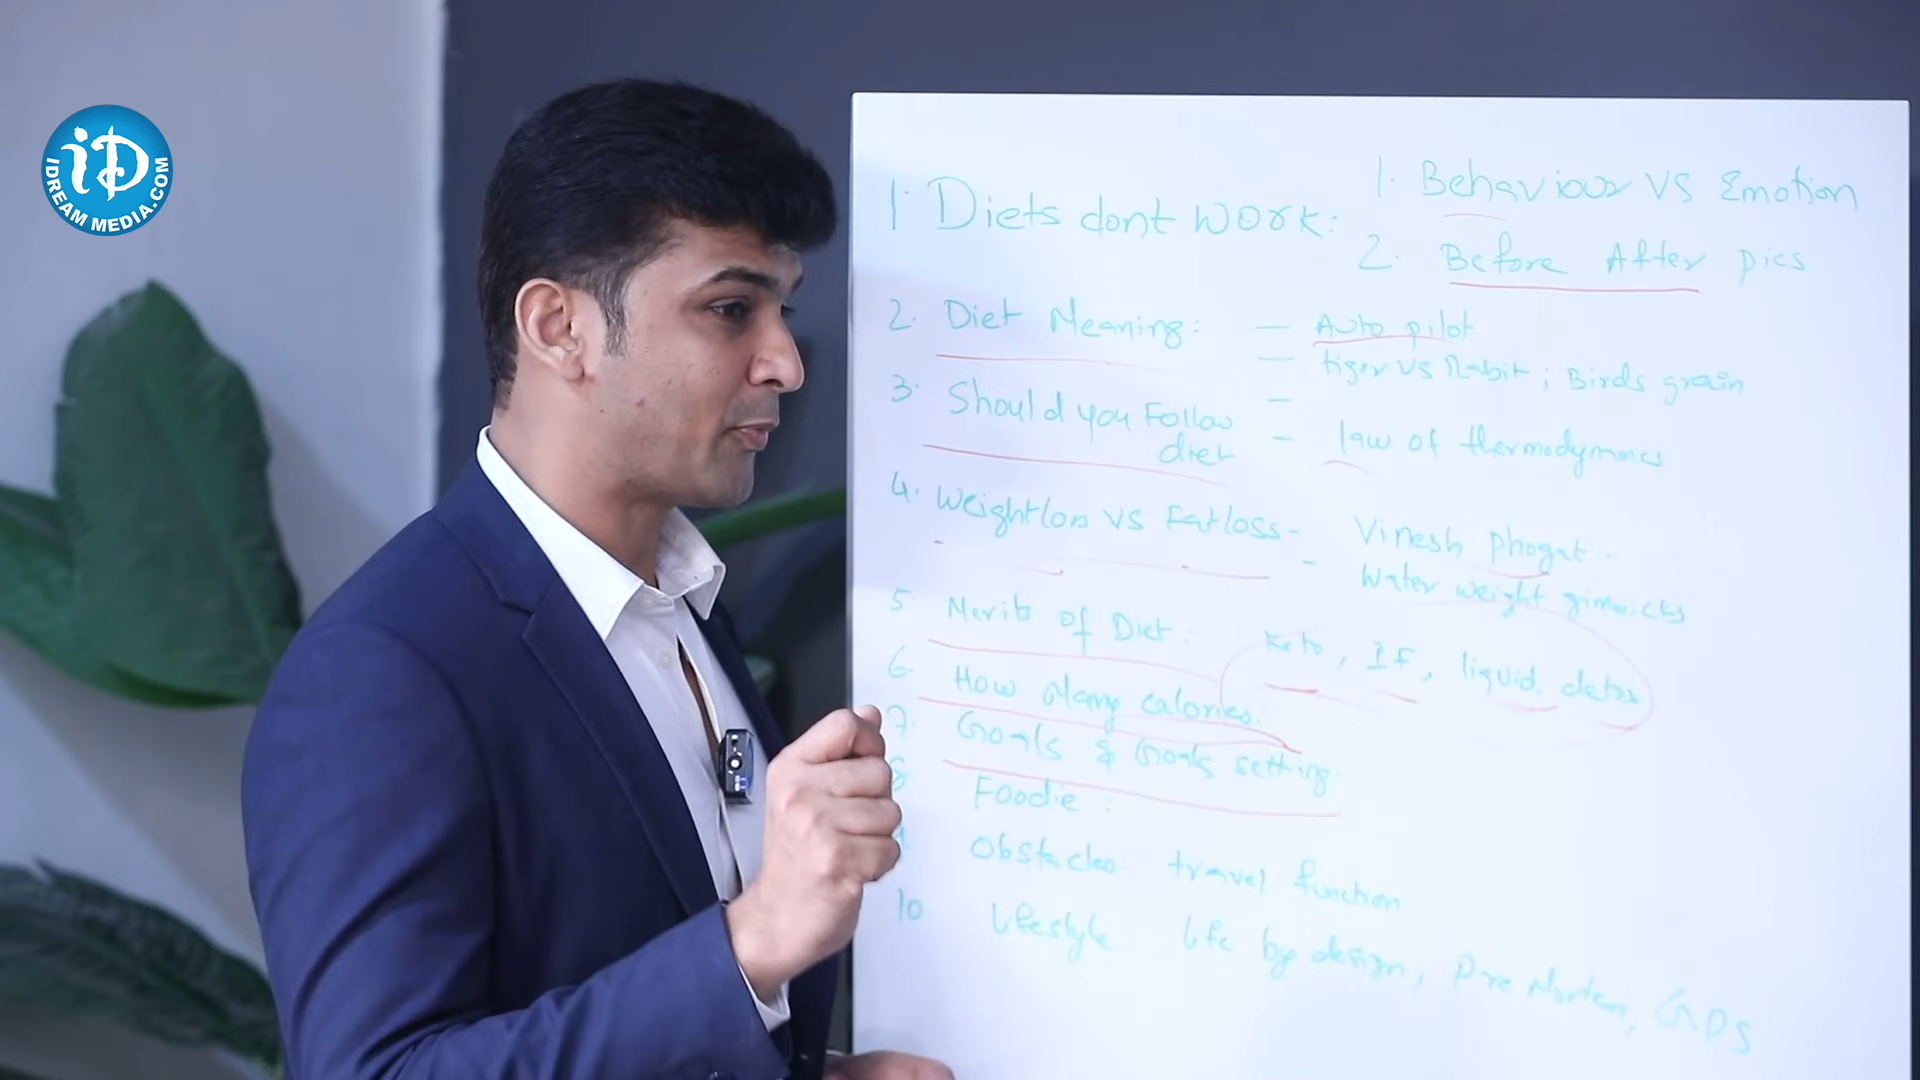 iD
IDREAM MEDIA.COM
1. Behaviour VS Emotion
1. Diets dont work:
2. Before After pics
2. Diet Meaning: — Auto pilot
— tiger vs Rabit ; Birds grain
3. Should you Follow —
diet — law of thermodynamics
4. Weightloss VS Fatloss - Vinesh phogat.
- Water weight gimmicks
5. Merits of Diet: Keto, IF, liquid, detox
6. How Many calories:
7. Goals & Goals setting
8 Foodie :
Obstacles travel function
10 lifestyle life by design, Pre Mortem, GPS